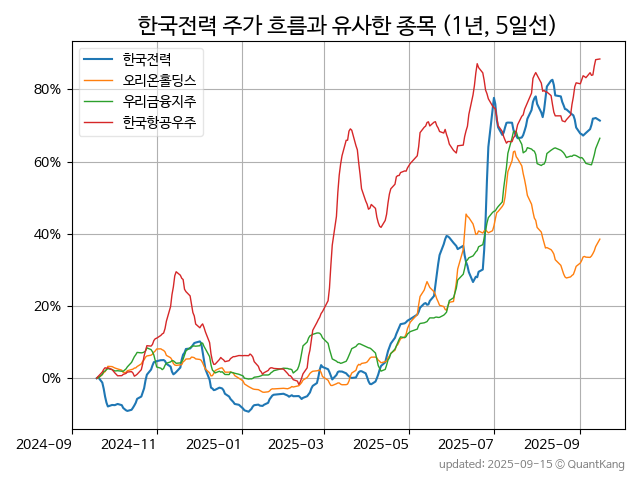 한국전력 주가 흐름과 유사한 종목 (1년, 5일선)
한국전력
오리온홀딩스
우리금융지주
한국항공우주
80%
60%
40%
20%
0%
2024-09 2024-11 2025-01 2025-03 2025-05 2025-07 2025-09
updated: 2025-09-15 © QuantKang